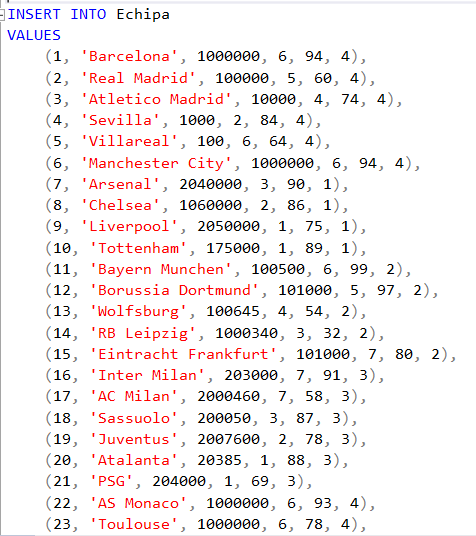 INSERT INTO Echipa
VALUES
(1, 'Barcelona', 1000000, 6, 94, 4),
(2, 'Real Madrid', 100000, 5, 60, 4),
(3, 'Atletico Madrid', 10000, 4, 74, 4),
(4, 'Sevilla', 1000, 2, 84, 4),
(5, 'Villareal', 100, 6, 64, 4),
(6, 'Manchester City', 1000000, 6, 94, 4),
(7, 'Arsenal', 2040000, 3, 90, 1),
(8, 'Chelsea', 1060000, 2, 86, 1),
(9, 'Liverpool', 2050000, 1, 75, 1),
(10, 'Tottenham', 175000, 1, 89, 1),
(11, 'Bayern Munchen', 100500, 6, 99, 2),
(12, 'Borussia Dortmund', 101000, 5, 97, 2),
(13, 'Wolfsburg', 100645, 4, 54, 2),
(14, 'RB Leipzig', 1000340, 3, 32, 2),
(15, 'Eintracht Frankfurt', 101000, 7, 80, 2),
(16, 'Inter Milan', 203000, 7, 91, 3),
(17, 'AC Milan', 2000460, 7, 58, 3),
(18, 'Sassuolo', 200050, 3, 87, 3),
(19, 'Juventus', 2007600, 2, 78, 3),
(20, 'Atalanta', 20385, 1, 88, 3),
(21, 'PSG', 204000, 1, 69, 3),
(22, 'AS Monaco', 1000000, 6, 93, 4),
(23, 'Toulouse', 1000000, 6, 78, 4),